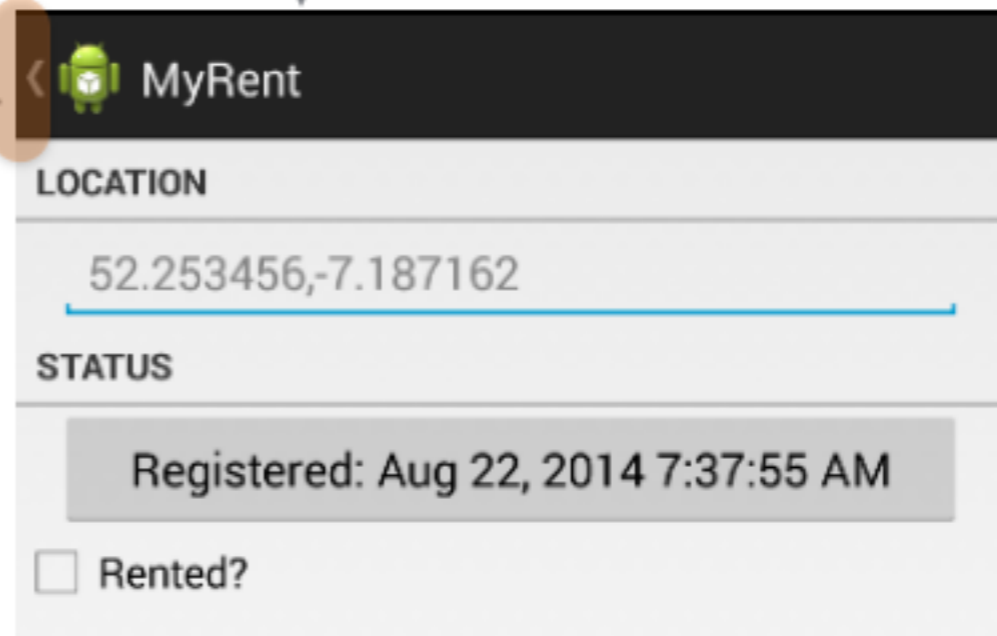 MyRent
LOCATION
52.253456,-7.187162
STATUS
Registered: Aug 22, 2014 7:37:55 AM
Rented?